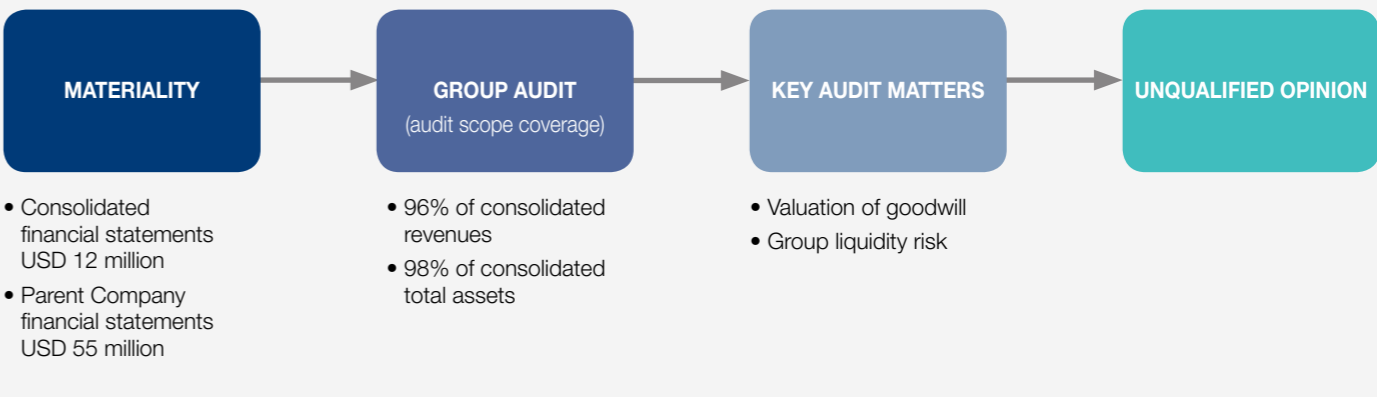 MATERIALITY
• Consolidated
financial statements
USD 12 million
• Parent Company
financial statements
USD 55 million
GROUP AUDIT
(audit scope coverage)
• 96% of consolidated
revenues
• 98% of consolidated
total assets
KEY AUDIT MATTERS
• Valuation of goodwill
• Group liquidity risk
UNQUALIFIED OPINION